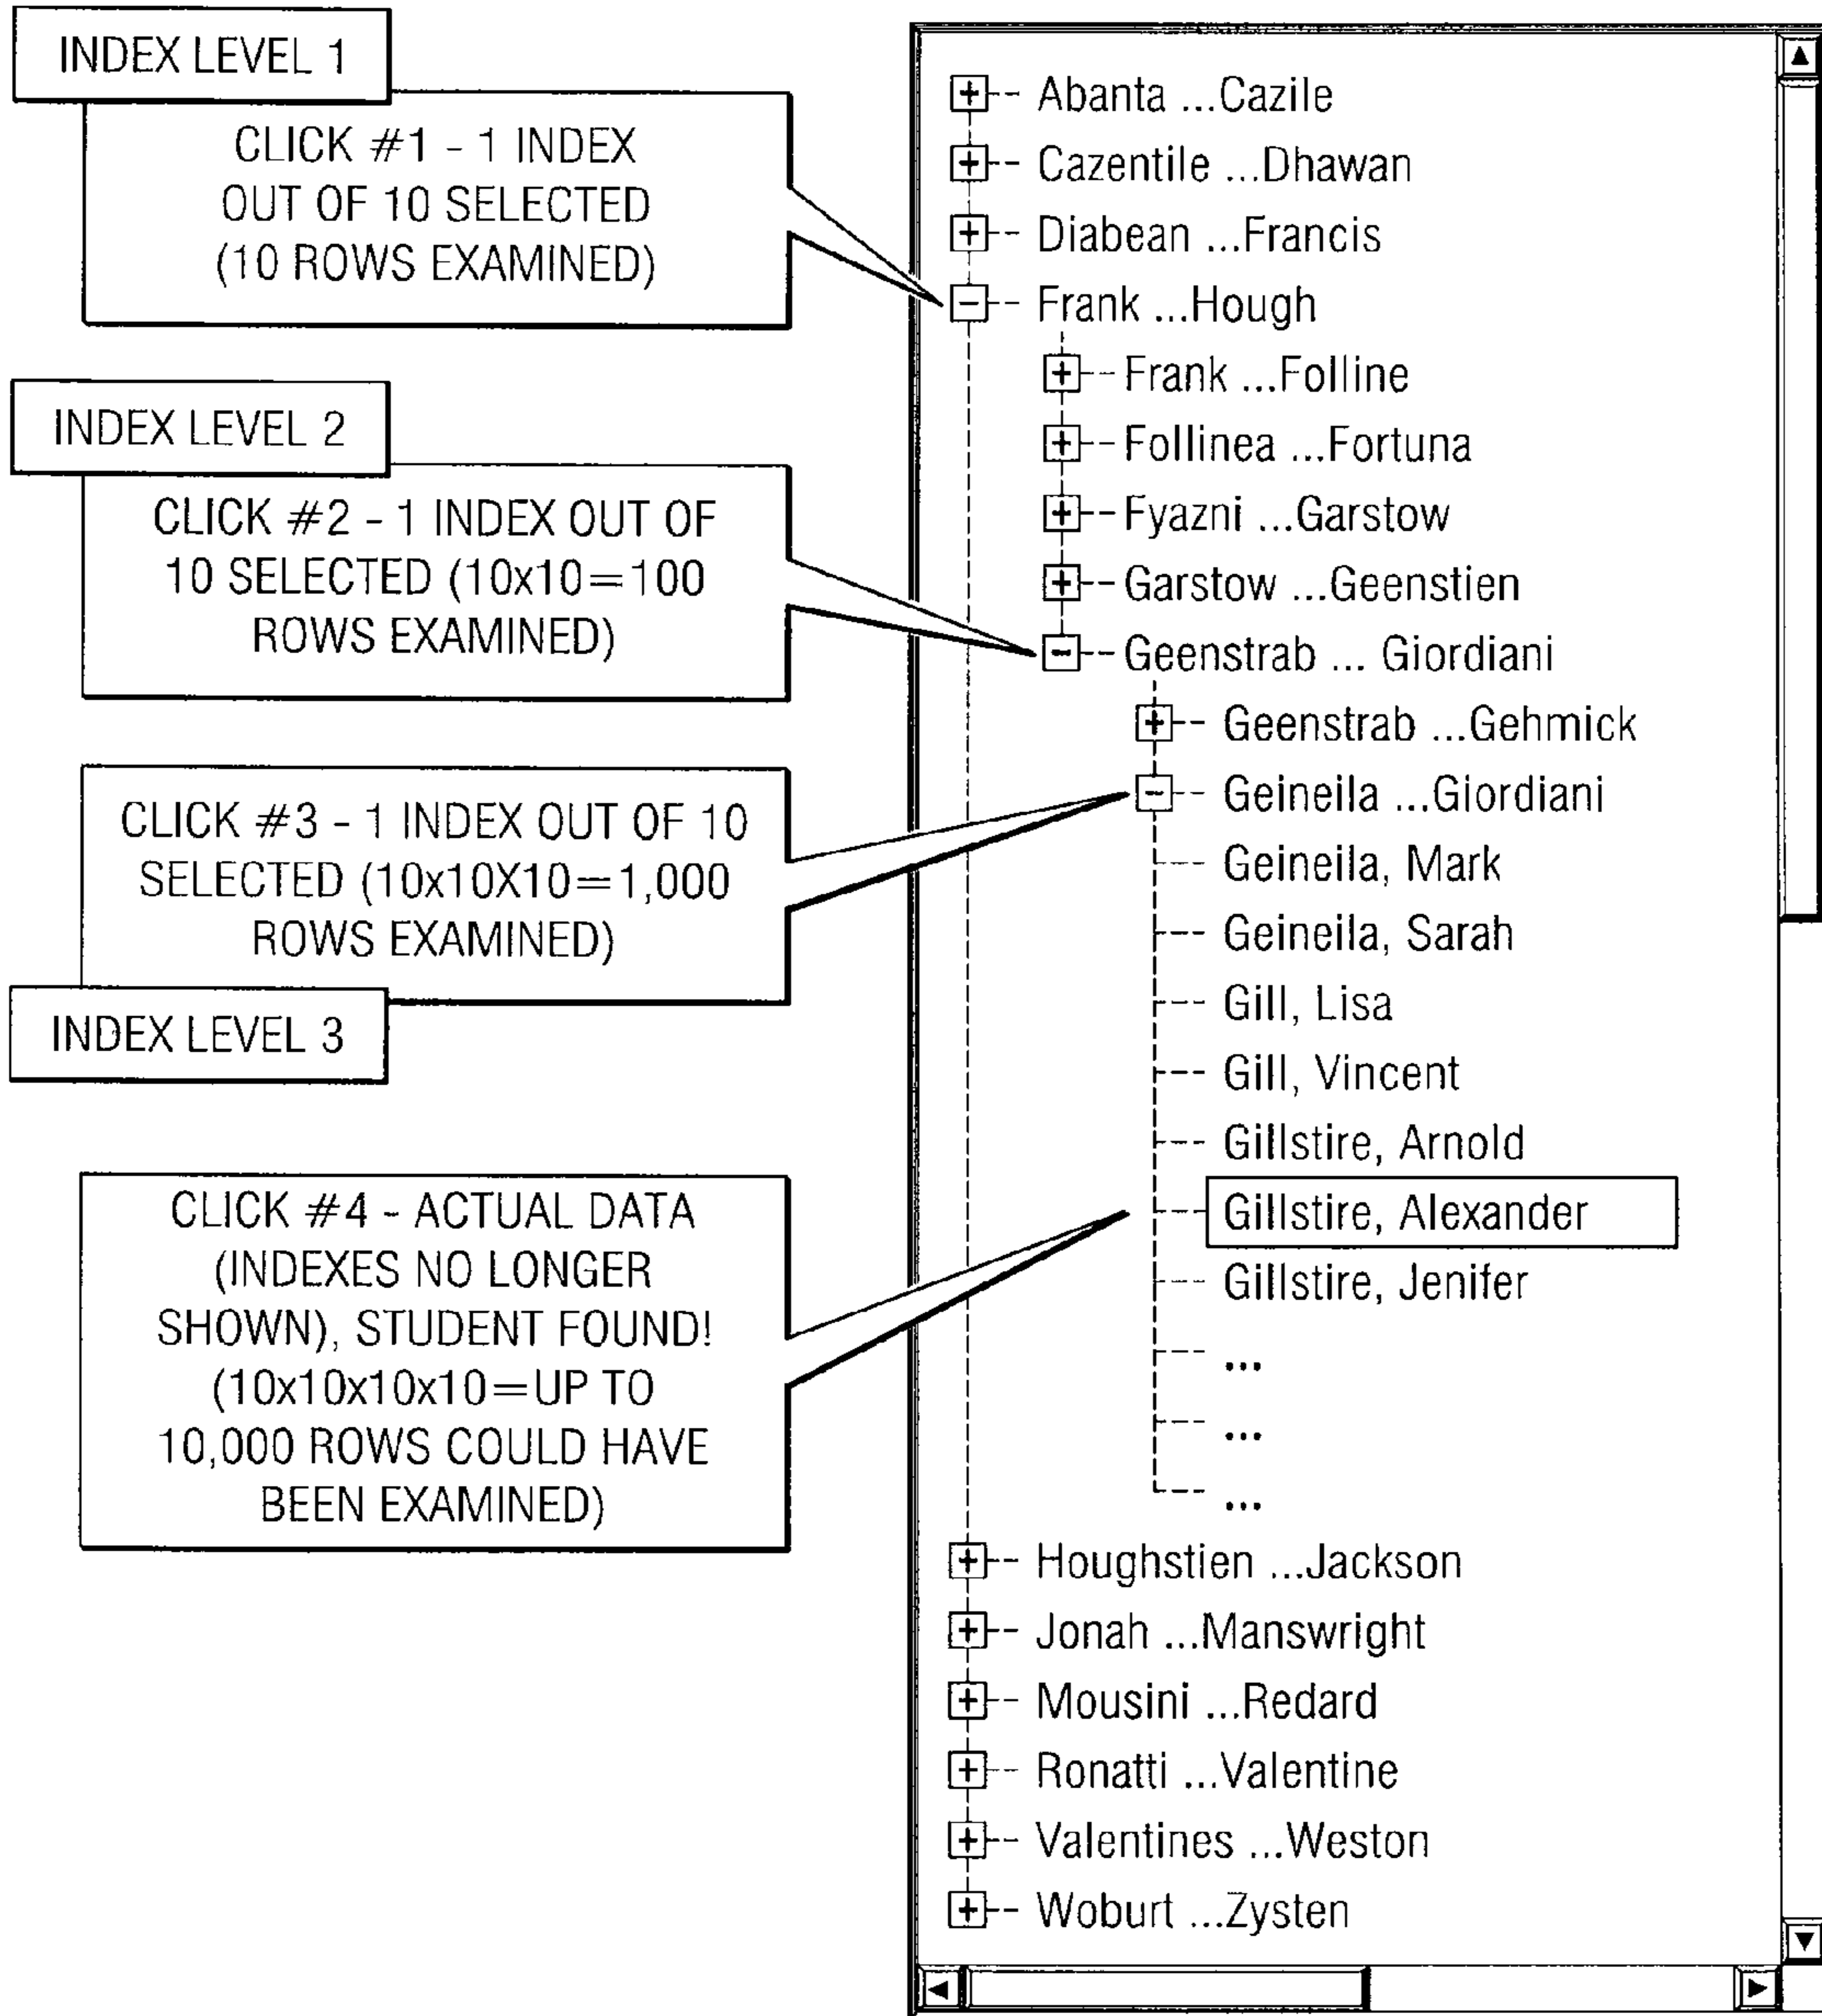 INDEX LEVEL 1
CLICK #1 - 1 INDEX
OUT OF 10 SELECTED
(10 ROWS EXAMINED)
INDEX LEVEL 2
CLICK #2 - 1 INDEX OUT OF
10 SELECTED (10x10=100
ROWS EXAMINED)
CLICK #3 - 1 INDEX OUT OF 10
SELECTED (10x10X10=1,000
ROWS EXAMINED)
INDEX LEVEL 3
CLICK #4 - ACTUAL DATA
(INDEXES NO LONGER
SHOWN), STUDENT FOUND!
(10x10x10x10=UP TO
10,000 ROWS COULD HAVE
BEEN EXAMINED)
Abanta ...Cazile
Cazentile ...Dhawan
Diabean ...Francis
Frank ...Hough
Frank ...Folline
Follinea ...Fortuna
Fyazni ...Garstow
Garstow ...Geenstien
Geenstrab ... Giordiani
Geenstrab ...Gehmick
Geineila ...Giordiani
Geineila, Mark
Geineila, Sarah
Gill, Lisa
Gill, Vincent
Gillstire, Arnold
Gillstire, Alexander
Gillstire, Jenifer
...
...
...
Houghstien ...Jackson
Jonah ...Manswright
Mousini ...Redard
Ronatti ...Valentine
Valentines ...Weston
Woburt ...Zysten